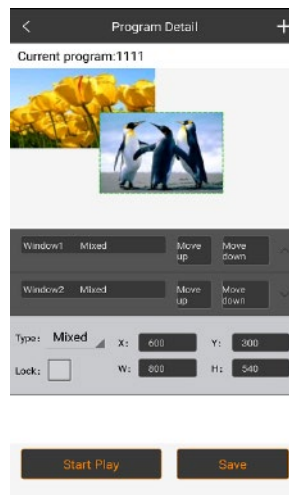 Program Detail
Current program:1111
Window1 Mixed Move up Move down
Window2 Mixed Move up Move down
Type: Mixed X: 600 Y: 300
Lock: W: 800 H: 540
Start Play Save